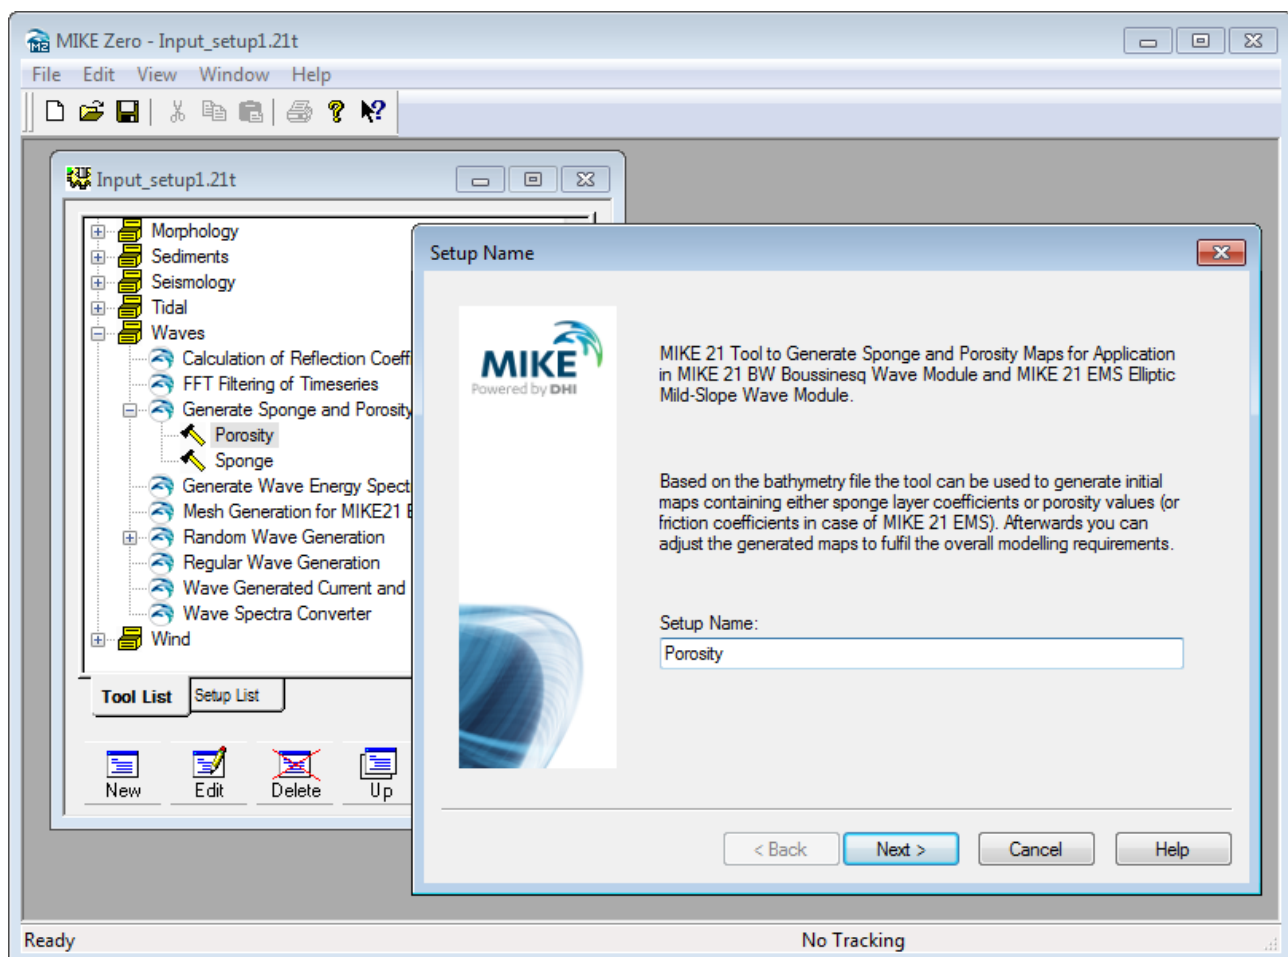 MIKE Zero - Input_setup1.21t
File Edit View Window Help
Input_setup1.21t
Morphology
Sediments
Seismology
Tidal
Waves
Calculation of Reflection Coeff
FFT Filtering of Timeseries
Generate Sponge and Porosity
Porosity
Sponge
Generate Wave Energy Spect
Mesh Generation for MIKE21 E
Random Wave Generation
Regular Wave Generation
Wave Generated Current and
Wave Spectra Converter
Wind
Tool List Setup List
New Edit Delete Up
Setup Name
MIKE
Powered by DHI
MIKE 21 Tool to Generate Sponge and Porosity Maps for Application
in MIKE 21 BW Boussinesq Wave Module and MIKE 21 EMS Elliptic
Mild-Slope Wave Module.
Based on the bathymetry file the tool can be used to generate initial
maps containing either sponge layer coefficients or porosity values (or
friction coefficients in case of MIKE 21 EMS). Afterwards you can
adjust the generated maps to fulfil the overall modelling requirements.
Setup Name:
Porosity
< Back Next > Cancel Help
Ready No Tracking